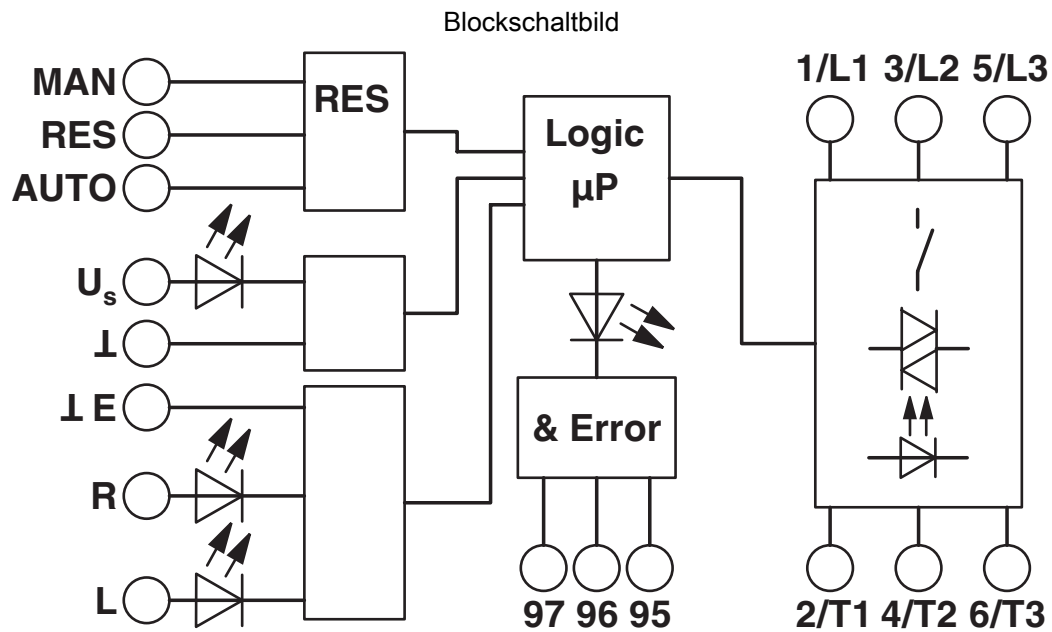 Blockschaltbild
MAN
RES
AUTO
RES
U_s
⊥
⊥ E
R
L
Logic
µP
& Error
97 96 95
1/L1 3/L2 5/L3
2/T1 4/T2 6/T3